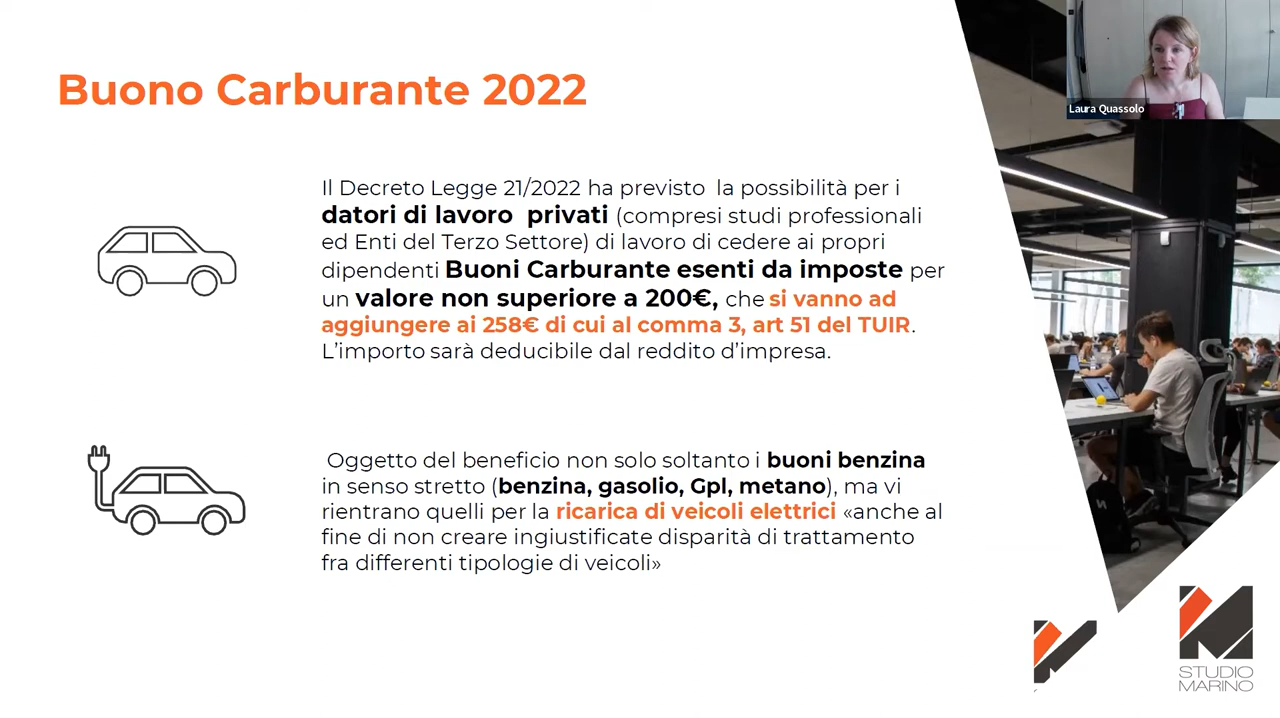 Buono Carburante 2022
Laura Quassolo
Il Decreto Legge 21/2022 ha previsto la possibilità per i
datori di lavoro privati (compresi studi professionali
ed Enti del Terzo Settore) di lavoro di cedere ai propri
dipendenti Buoni Carburante esenti da imposte per
un valore non superiore a 200€, che si vanno ad
aggiungere ai 258€ di cui al comma 3, art 51 del TUIR.
L'importo sarà deducibile dal reddito d'impresa.
Oggetto del beneficio non solo soltanto i buoni benzina
in senso stretto (benzina, gasolio, Gpl, metano), ma vi
rientrano quelli per la ricarica di veicoli elettrici «anche al
fine di non creare ingiustificate disparità di trattamento
fra differenti tipologie di veicoli»
STUDIO
MARINO